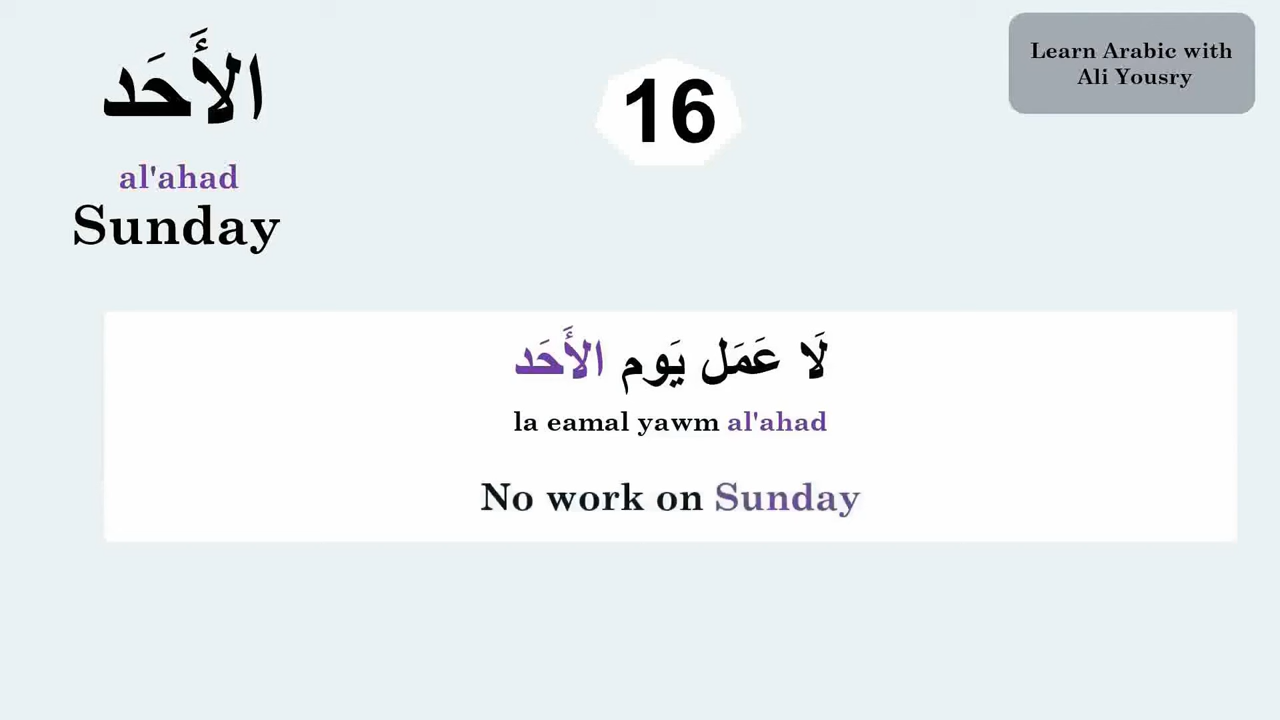 الأَحَد
al'ahad
Sunday
16
Learn Arabic with
Ali Yousry
لَا عَمَل يَوم الأَحَد
la eamal yawm al'ahad
No work on Sunday